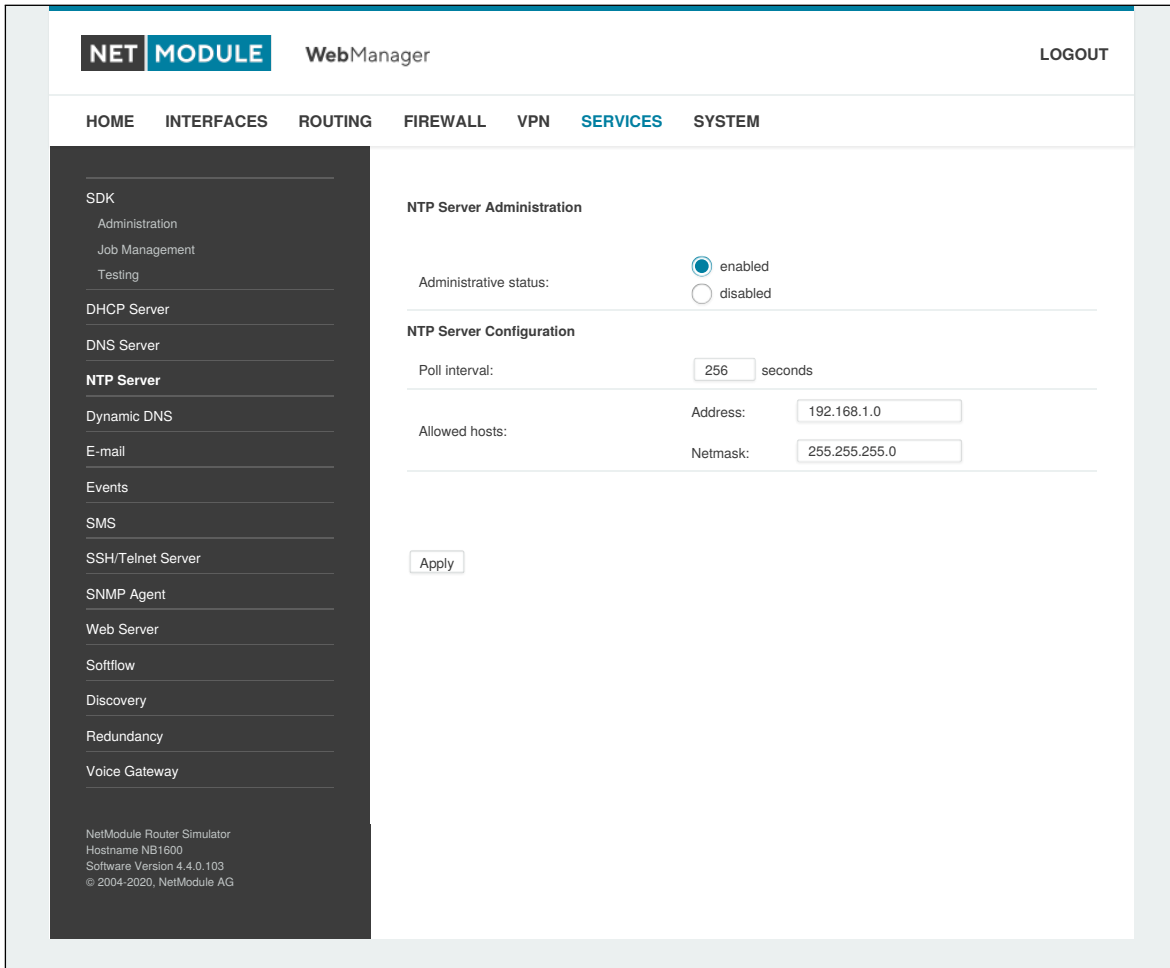 NET MODULE WebManager LOGOUT
HOME INTERFACES ROUTING FIREWALL VPN SERVICES SYSTEM
SDK
Administration
Job Management
Testing
DHCP Server
DNS Server
NTP Server
Dynamic DNS
E-mail
Events
SMS
SSH/Telnet Server
SNMP Agent
Web Server
Softflow
Discovery
Redundancy
Voice Gateway
NetModule Router Simulator
Hostname NB1600
Software Version 4.4.0.103
© 2004-2020, NetModule AG
NTP Server Administration
Administrative status:
enabled
disabled
NTP Server Configuration
Poll interval: 256 seconds
Allowed hosts:
Address: 192.168.1.0
Netmask: 255.255.255.0
Apply